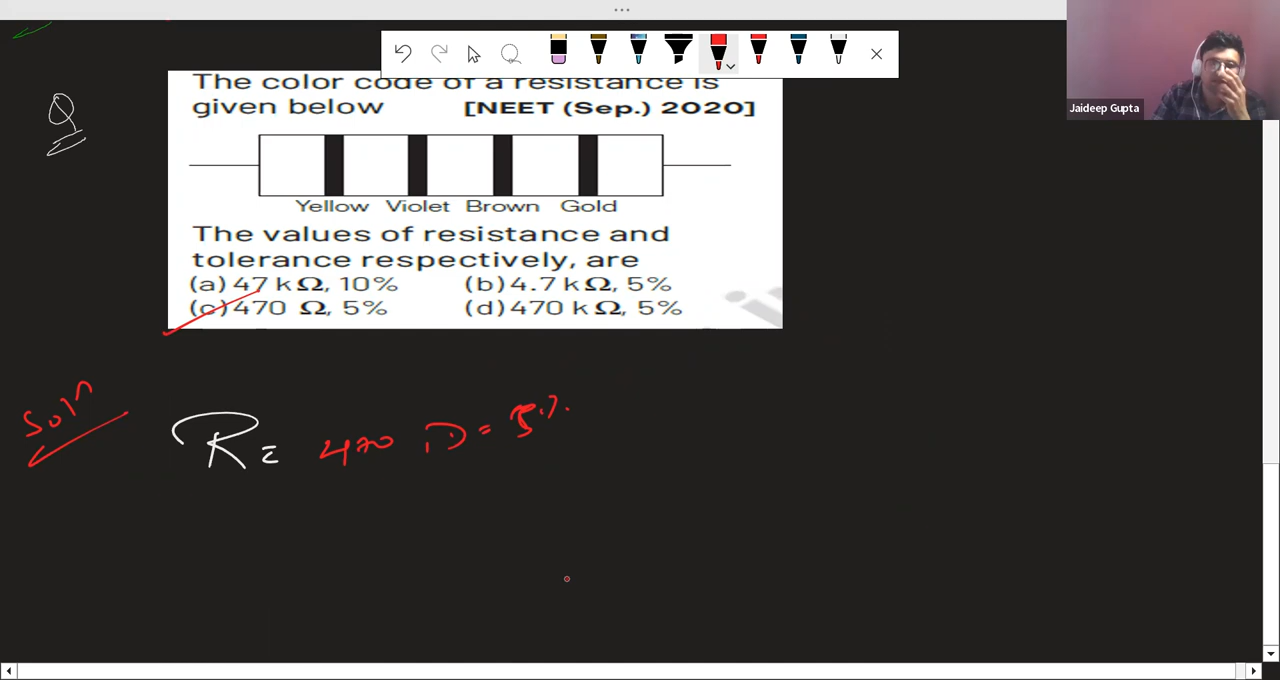 Jaideep Gupta
Q
The color code of a resistance is
given below [NEET (Sep.) 2020]
Yellow Violet Brown Gold
The values of resistance and
tolerance respectively, are
(a) 47 kΩ, 10% (b) 4.7 kΩ, 5%
(c) 470 Ω, 5% (d) 470 kΩ, 5%
Soln
R = 470 Ω = 5%